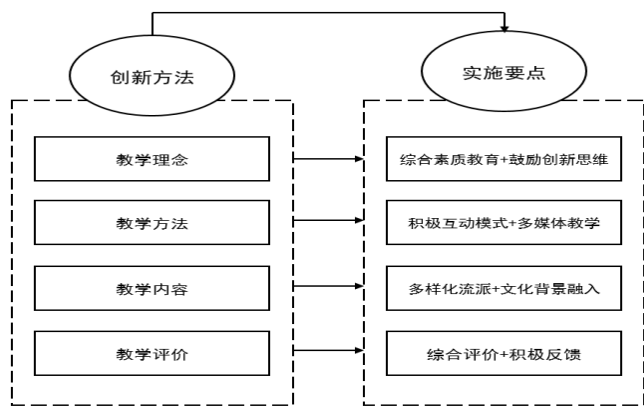 创新方法
实施要点
教学理念
综合素质教育+鼓励创新思维
教学方法
积极互动模式+多媒体教学
教学内容
多样化流派+文化背景融入
教学评价
综合评价+积极反馈